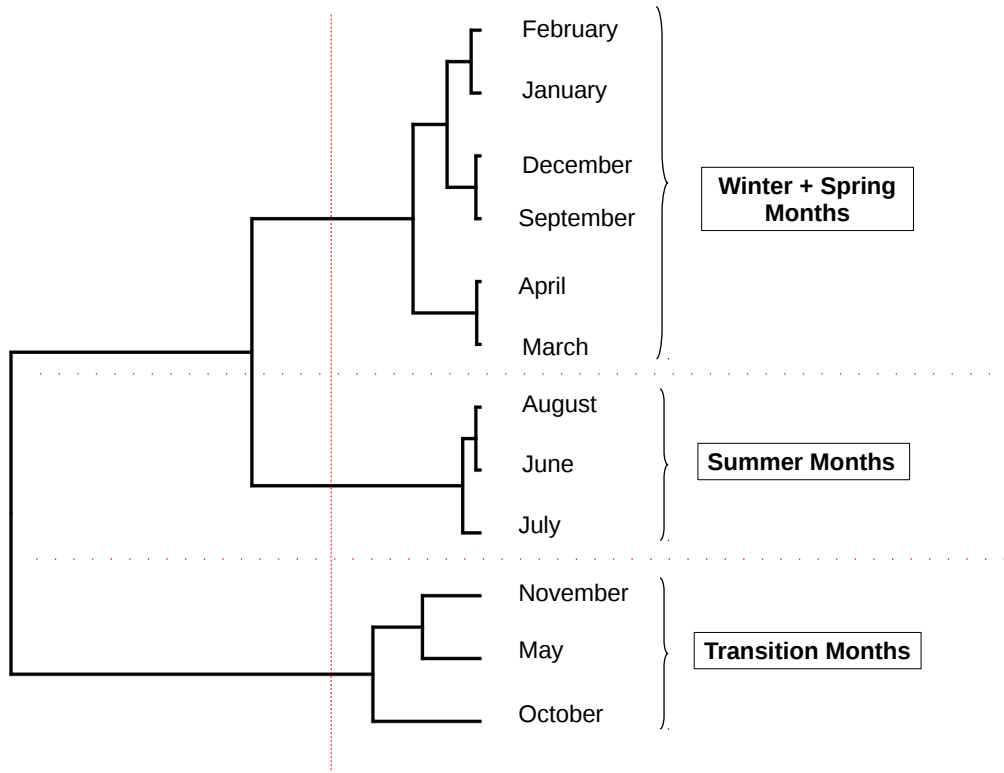 February
January
December
September
April
March
Winter + Spring
Months
August
June
July
Summer Months
November
May
October
Transition Months